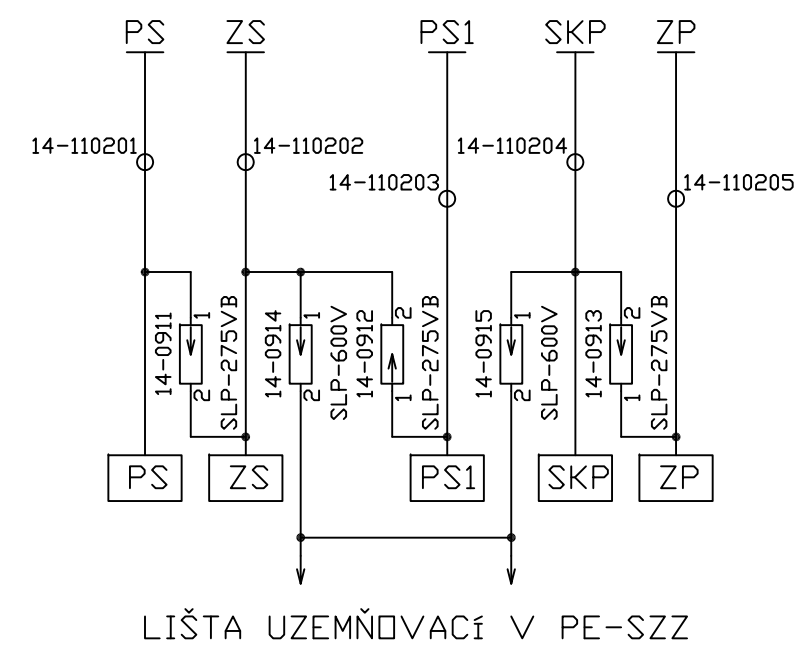 PS ZS PS1 SKP ZP
14-110201 14-110202 14-110204
14-110203 14-110205
14-0911
1
2
SLP-275VB
14-0914
1
2
SLP-600V
14-0912
2
1
SLP-275VB
14-0915
1
2
SLP-600V
14-0913
2
1
SLP-275VB
PS ZS PS1 SKP ZP
LIŠTA UZEMŇOVACí V PE-SZZ